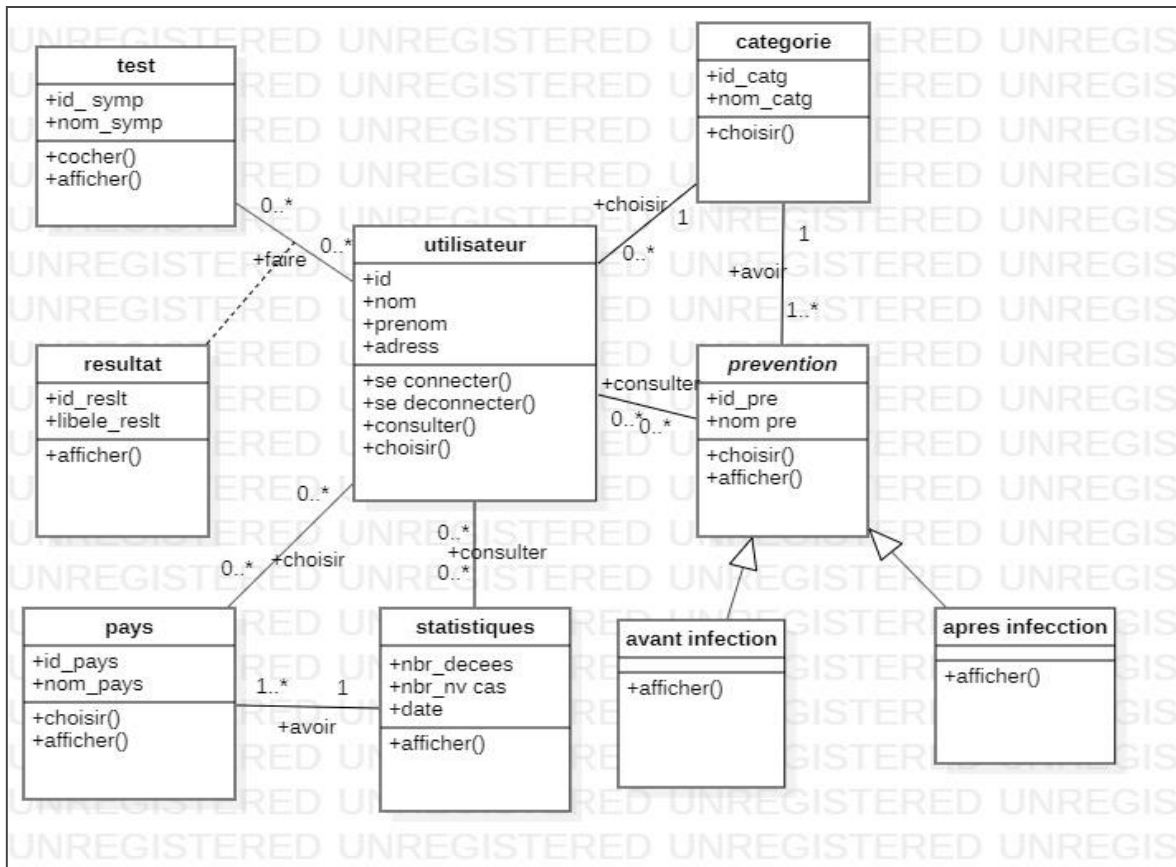 test
+id_ symp
+nom_symp
+cocher()
+afficher()
0..*
0..*
+faire
categorie
+id_catg
+nom_catg
+choisir()
+choisir
1
0..*
1
+avoir
1..*
utilisateur
+id
+nom
+prenom
+adress
+se connecter()
+se deconnecter()
+consulter()
+choisir()
resultat
+id_reslt
+libele_reslt
+afficher()
prevention
+id_pre
+nom pre
+choisir()
+afficher()
+consulter
0..*
0..*
0..*
+choisir
0..*
0..*
+consulter
0..*
pays
+id_pays
+nom_pays
+choisir()
+afficher()
1..*
1
+avoir
statistiques
+nbr_decees
+nbr_nv cas
+date
+afficher()
avant infection
+afficher()
apres infecction
+afficher()
UNREGISTERED UNREGISTERED UNREGISTERED UNREGIS